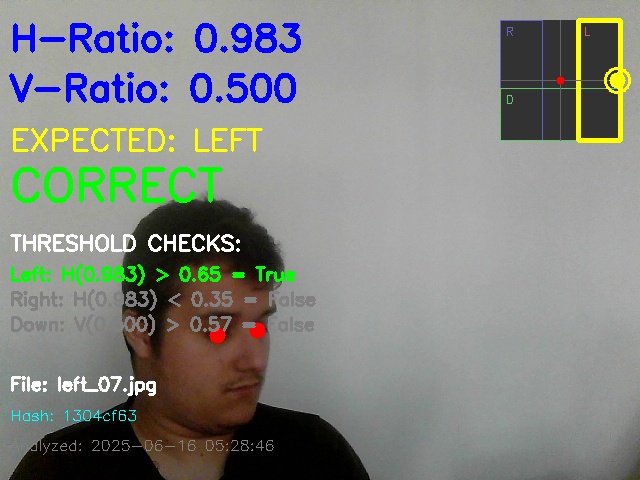 H-Ratio: 0.983
V-Ratio: 0.500
R L
D
EXPECTED: LEFT
CORRECT
THRESHOLD CHECKS:
Left: H(0.983) > 0.65 = True
Right: H(0.983) < 0.35 = False
Down: V(0.500) > 0.57 = False
File: left_07.jpg
Hash: 1304cf63
Analyzed: 2025-06-16 05:28:46